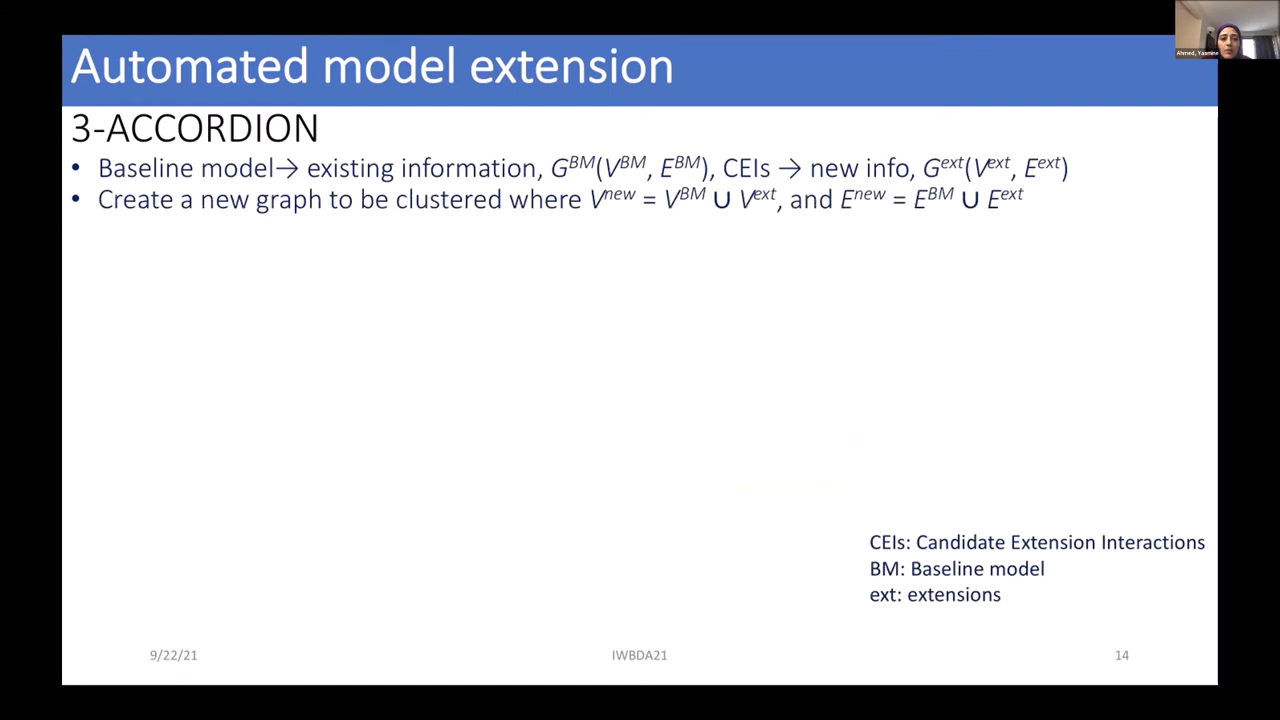 Automated model extension
Ahmed, Yasmine
3-ACCORDION
• Baseline model→ existing information, G^BM(V^BM, E^BM), CEIs → new info, G^ext(V^ext, E^ext)
• Create a new graph to be clustered where V^new = V^BM ∪ V^ext, and E^new = E^BM ∪ E^ext
CEIs: Candidate Extension Interactions
BM: Baseline model
ext: extensions
9/22/21 IWBDA21 14